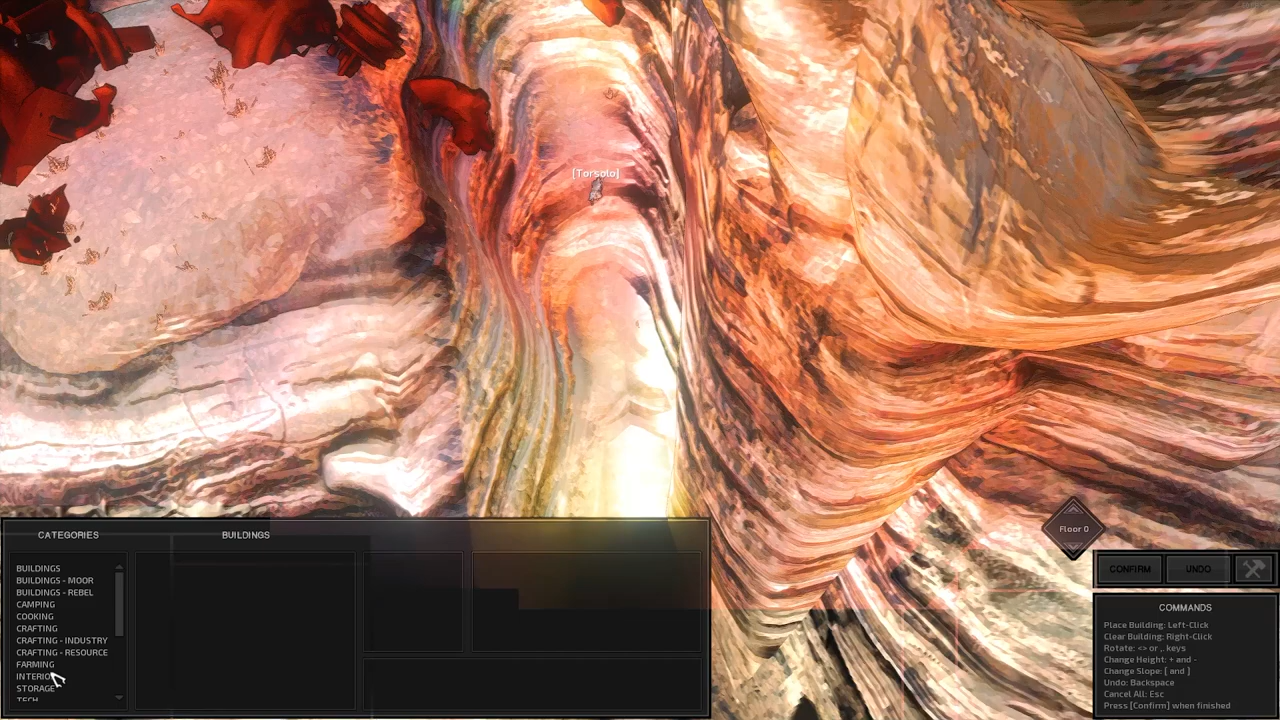 [Torsolo]
Floor 0
CATEGORIES
BUILDINGS
BUILDINGS
BUILDINGS - MOOR
BUILDINGS - REBEL
CAMPING
COOKING
CRAFTING
CRAFTING - INDUSTRY
CRAFTING - RESOURCE
FARMING
INTERIOR
STORAGE
TECH
CONFIRM
UNDO
COMMANDS
Place Building: Left-Click
Clear Building: Right-Click
Rotate: <> or ,. keys
Change Height: + and -
Change Slope: [ and ]
Undo: Backspace
Cancel All: Esc
Press [Confirm] when finished